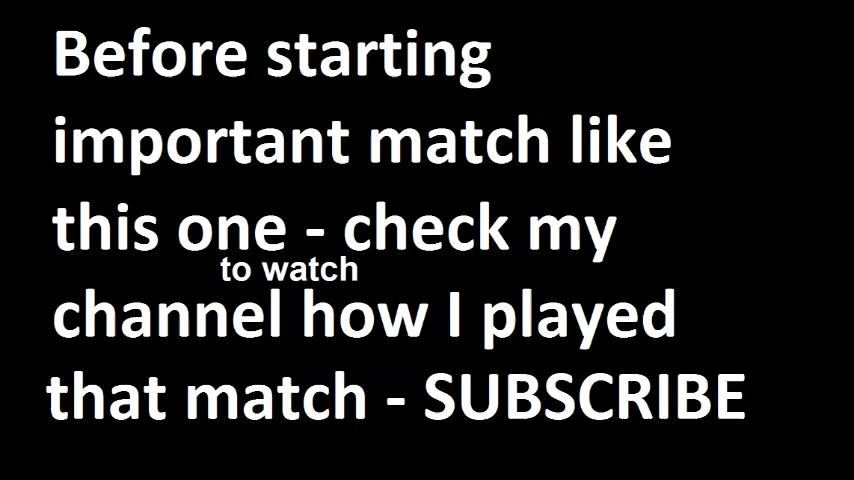 Before starting
important match like
this one - check my
to watch
channel how I played
that match - SUBSCRIBE